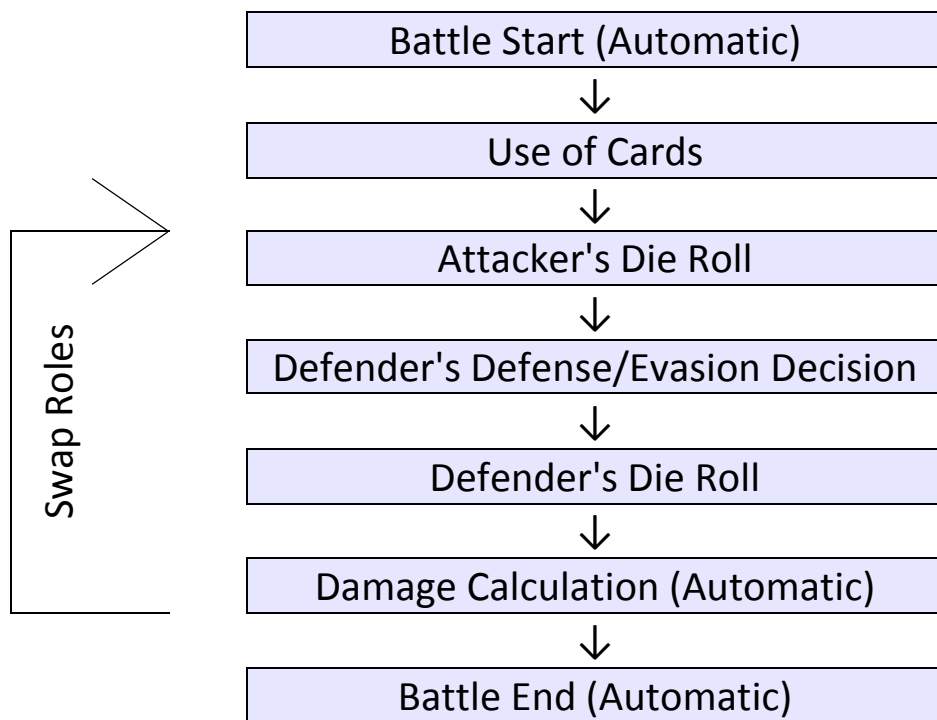 Battle Start (Automatic)
Use of Cards
Attacker's Die Roll
Defender's Defense/Evasion Decision
Defender's Die Roll
Damage Calculation (Automatic)
Battle End (Automatic)
Swap Roles